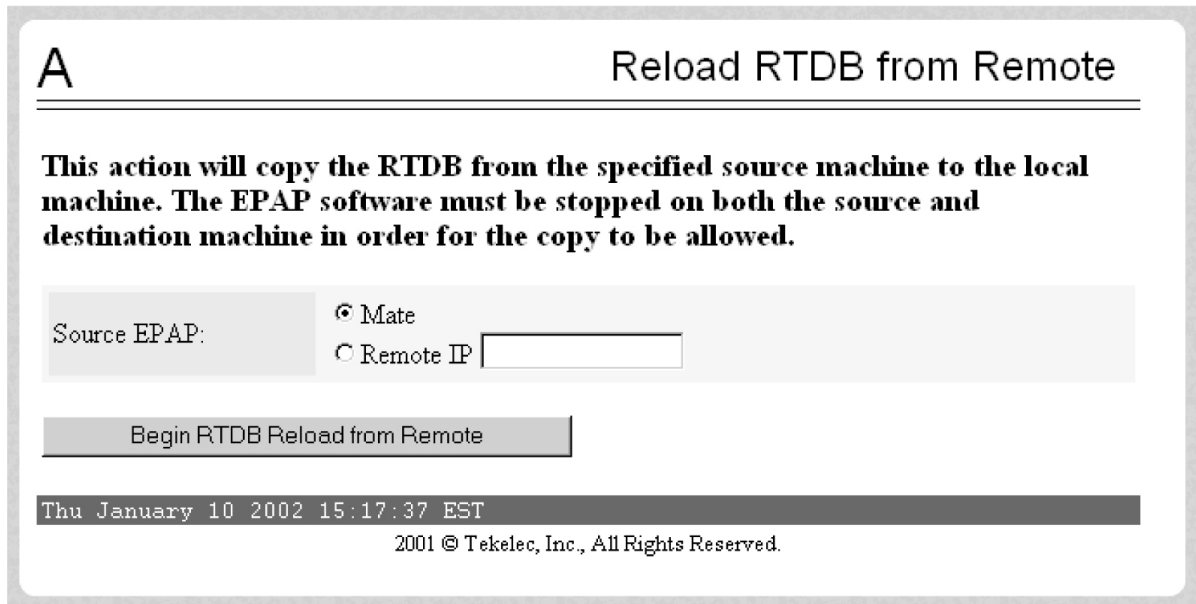 A
Reload RTDB from Remote
This action will copy the RTDB from the specified source machine to the local
machine. The EPAP software must be stopped on both the source and
destination machine in order for the copy to be allowed.
Source EPAP:
Mate
Remote IP
Begin RTDB Reload from Remote
Thu January 10 2002 15:17:37 EST
2001 © Tekelec, Inc., All Rights Reserved.